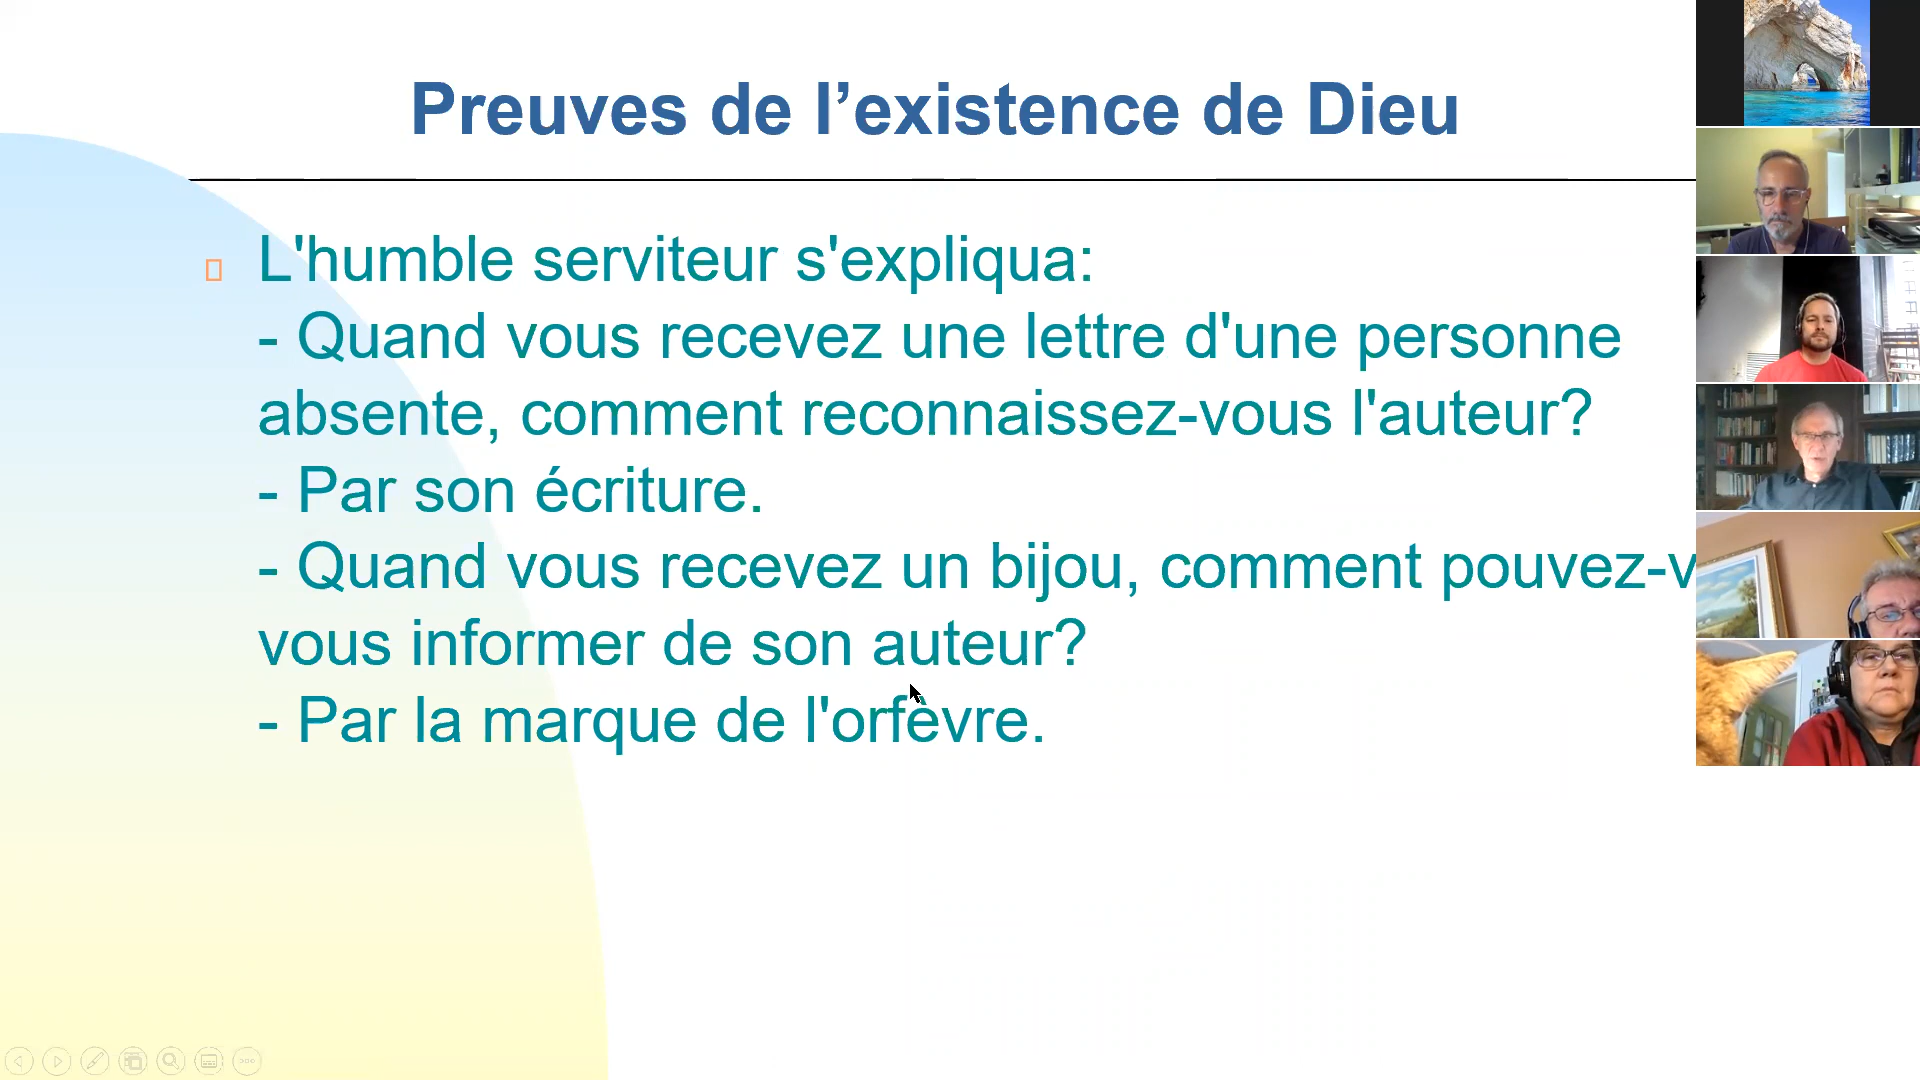 Preuves de l’existence de Dieu
L'humble serviteur s'expliqua:
- Quand vous recevez une lettre d'une personne
absente, comment reconnaissez-vous l'auteur?
- Par son écriture.
- Quand vous recevez un bijou, comment pouvez-v
vous informer de son auteur?
- Par la marque de l'orfèvre.